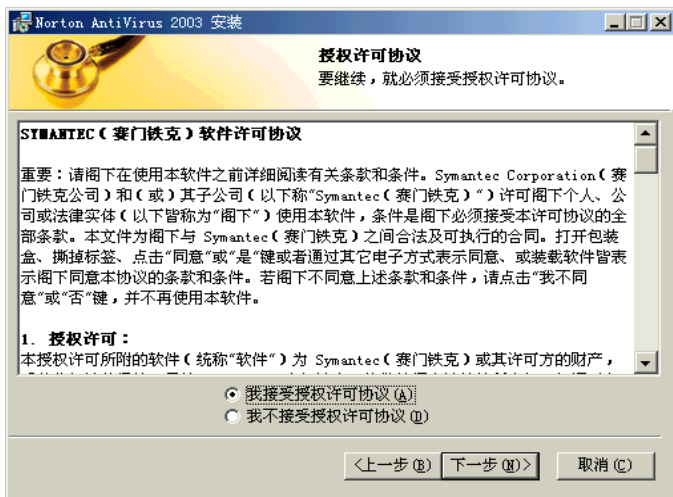 Norton AntiVirus 2003 安装
授权许可协议
要继续，就必须接受授权许可协议。
SYMANTEC(赛门铁克)软件许可协议
重要：请阁下在使用本软件之前详细阅读有关条款和条件。Symantec Corporation(赛
门铁克公司)和(或)其子公司(以下称"Symantec(赛门铁克)")许可阁下个人、公
司或法律实体(以下皆称为"阁下")使用本软件，条件是阁下必须接受本许可协议的全
部条款。本文件为阁下与 Symantec(赛门铁克)之间合法及可执行的合同。打开包装
盒、撕掉标签、点击"同意"或"是"键或者通过其它电子方式表示同意、或装载软件皆表
示阁下同意本协议的条款和条件。若阁下不同意上述条款和条件，请点击"我不同
意"或"否"键，并不再使用本软件。
1. 授权许可：
本授权许可所附的软件(统称"软件")为 Symantec(赛门铁克)或其许可方的财产，
我接受授权许可协议(A)
我不接受授权许可协议(D)
<上一步(B)
下一步(N)>
取消(C)